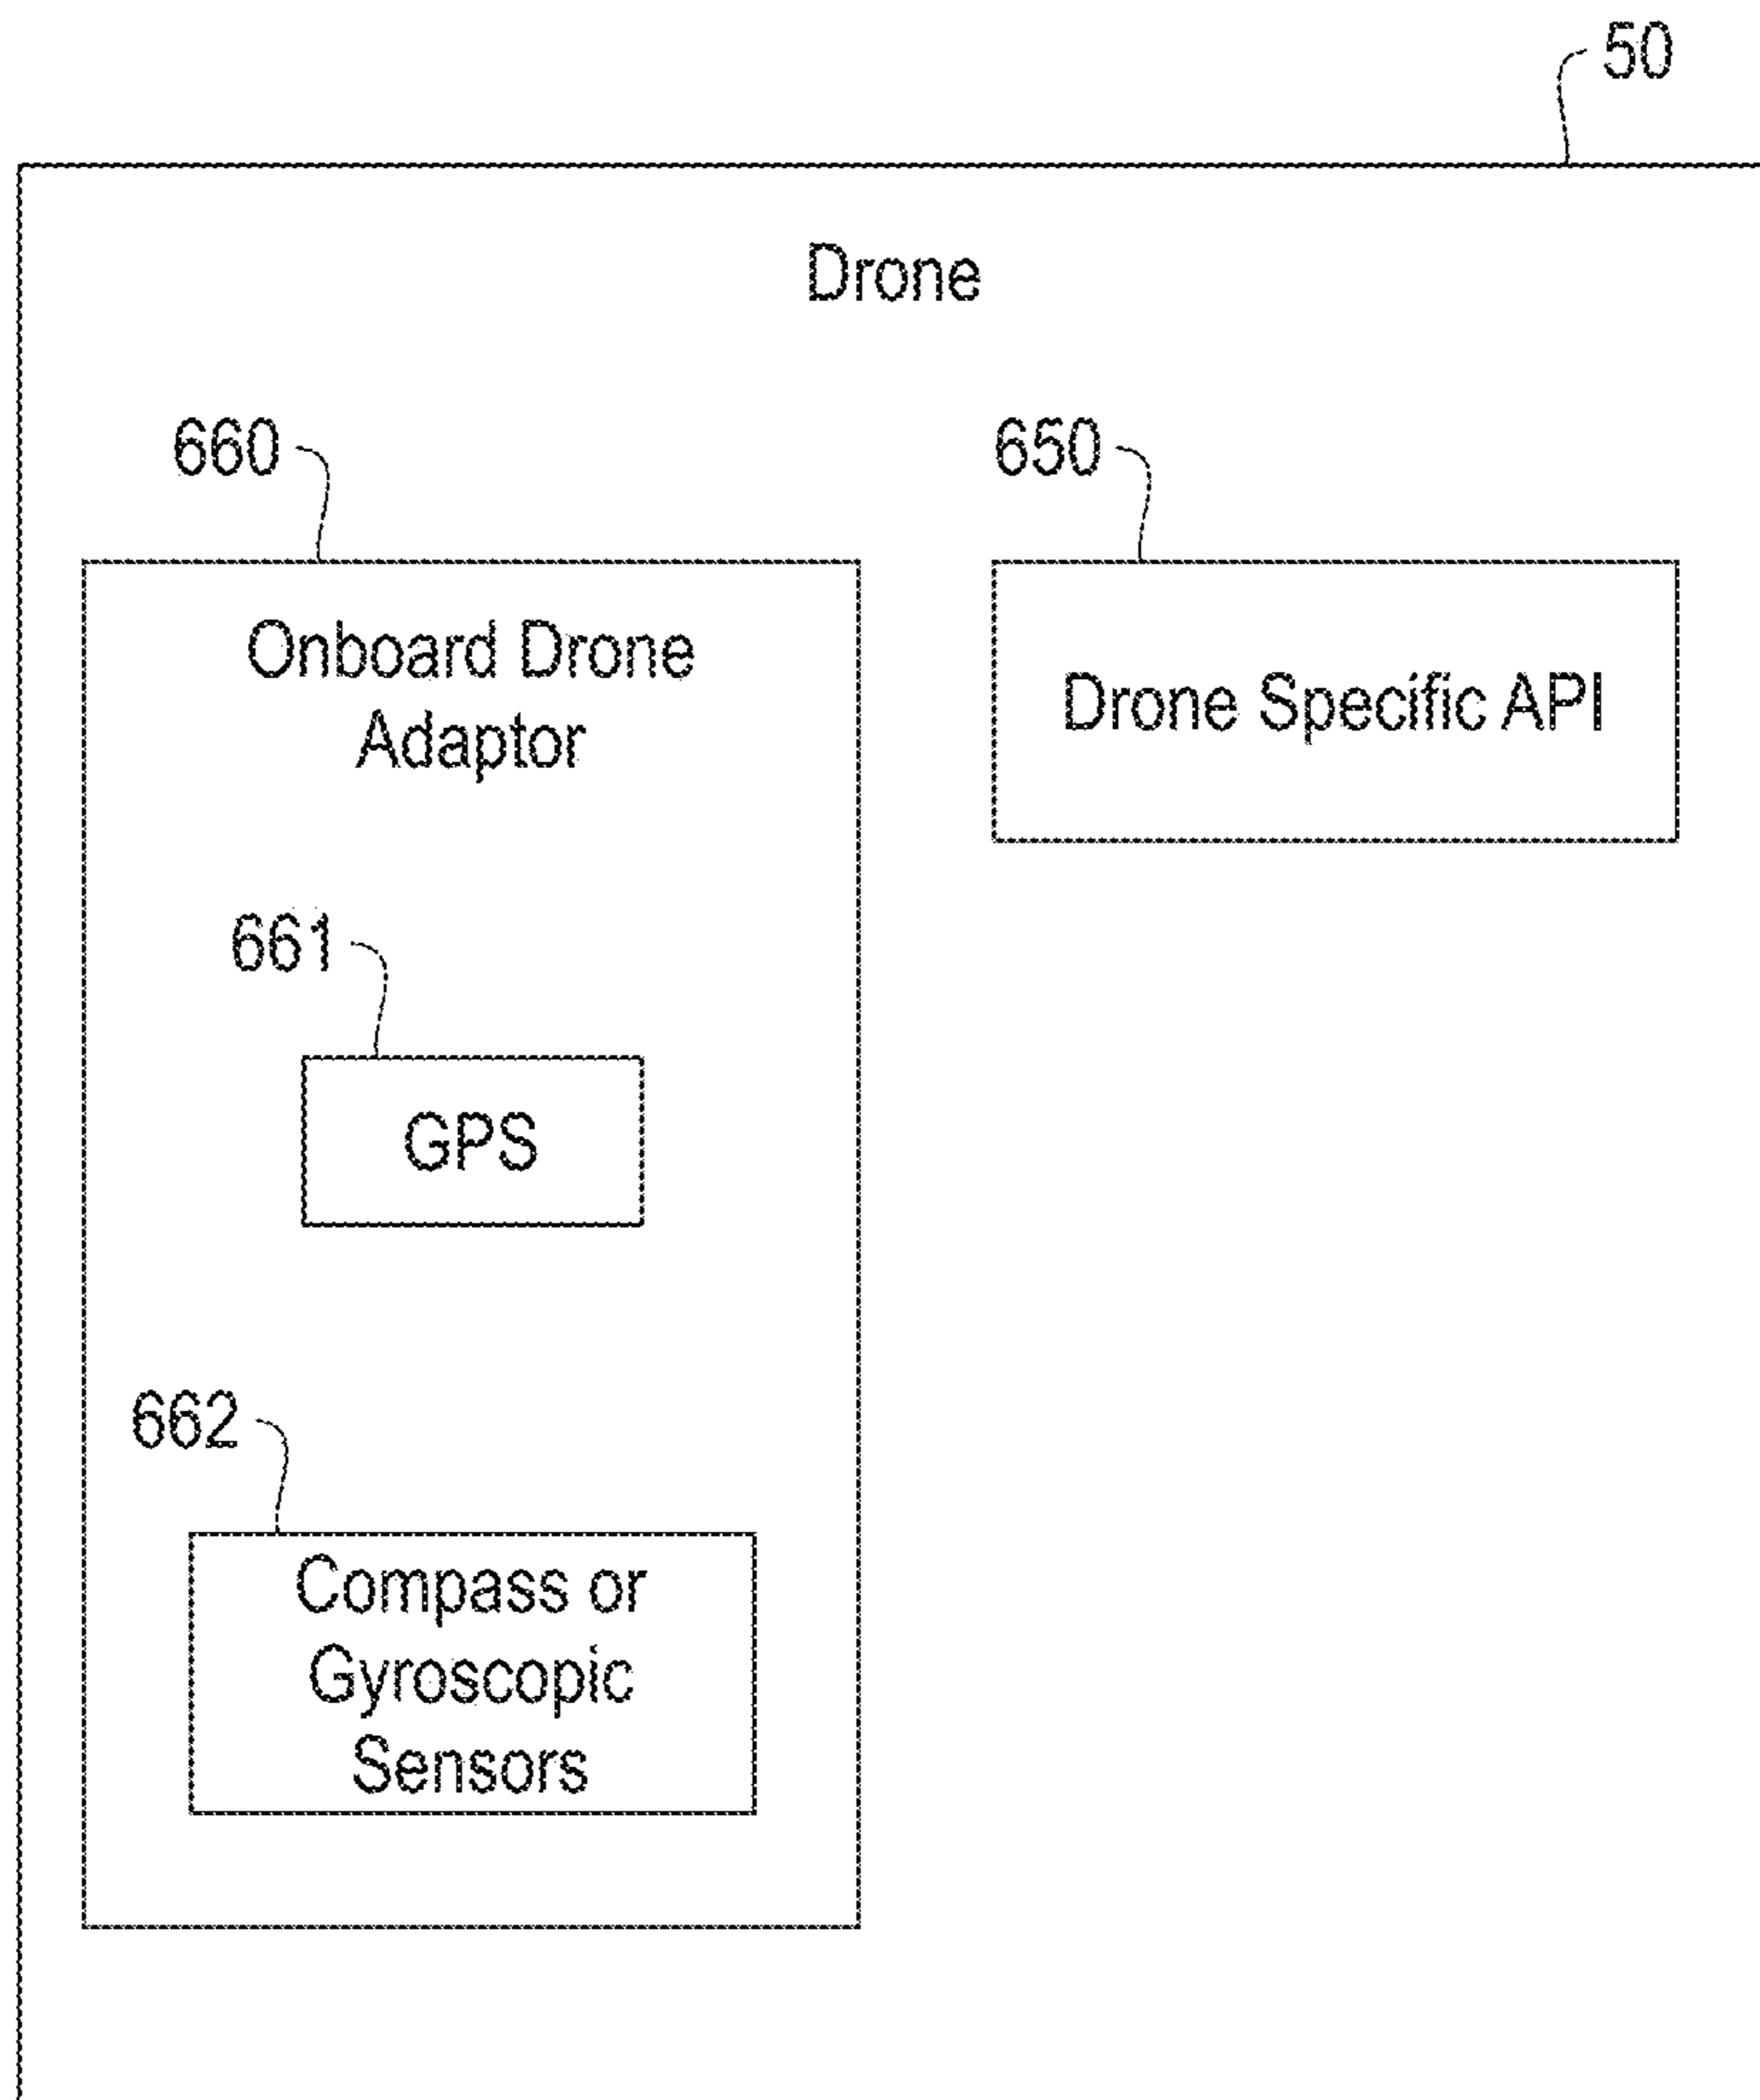 50
Drone
660
650
Onboard Drone
Adaptor
Drone Specific API
661
GPS
662
Compass or
Gyroscopic
Sensors